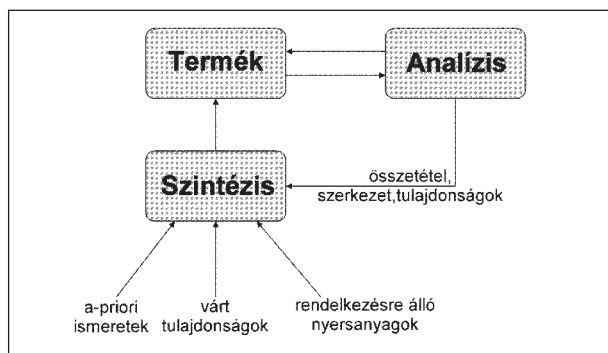 Termék
Analízis
Szintézis
összetétel,
szerkezet,tulajdonságok
a-priori
ismeretek
várt
tulajdonságok
rendelkezésre álló
nyersanyagok